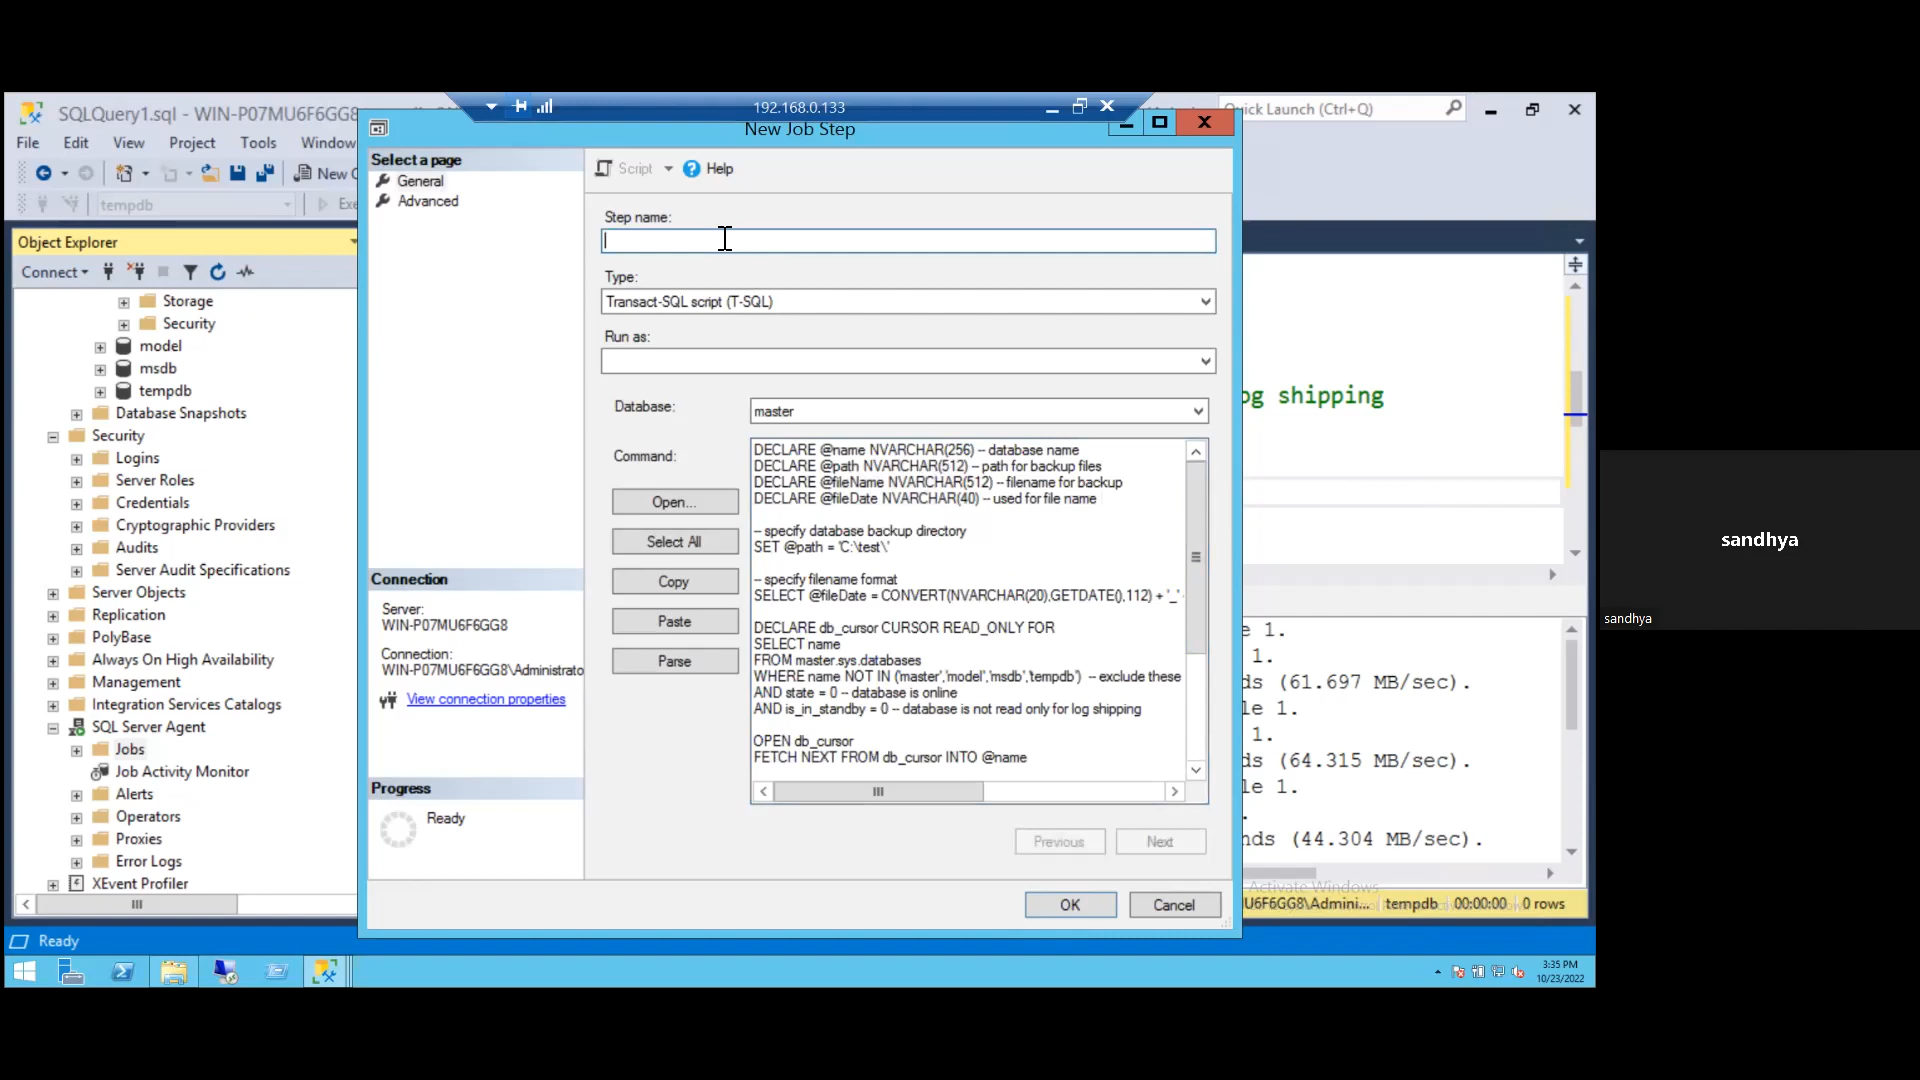 192.168.0.133
SQLQuery1.sql - WIN-P07MU6F6GG8
Quick Launch (Ctrl+Q)
New Job Step
File Edit View Project Tools Window
Select a page
General
Advanced
Script Help
New
tempdb
Exe
Step name:
Object Explorer
Connect
Type:
Transact-SQL script (T-SQL)
Run as:
Database:
master
Command:
Open...
Select All
Copy
Paste
Parse
DECLARE @name NVARCHAR(256) -- database name
DECLARE @path NVARCHAR(512) -- path for backup files
DECLARE @fileName NVARCHAR(512) -- filename for backup
DECLARE @fileDate NVARCHAR(40) -- used for file name
-- specify database backup directory
SET @path = 'C:\test\'
-- specify filename format
SELECT @fileDate = CONVERT(NVARCHAR(20),GETDATE(),112) + '_'
DECLARE db_cursor CURSOR READ_ONLY FOR
SELECT name
FROM master.sys.databases
WHERE name NOT IN ('master','model','msdb','tempdb') -- exclude these
AND state = 0 -- database is online
AND is_in_standby = 0 -- database is not read only for log shipping
OPEN db_cursor
FETCH NEXT FROM db_cursor INTO @name
Previous Next
OK Cancel
Storage
Security
model
msdb
tempdb
Database Snapshots
Security
Logins
Server Roles
Credentials
Cryptographic Providers
Audits
Server Audit Specifications
Server Objects
Replication
PolyBase
Always On High Availability
Management
Integration Services Catalogs
SQL Server Agent
Jobs
Job Activity Monitor
Alerts
Operators
Proxies
Error Logs
XEvent Profiler
Connection
Server:
WIN-P07MU6F6GG8
Connection:
WIN-P07MU6F6GG8\Administrato
View connection properties
Progress
Ready
og shipping
e 1.
1.
ds (61.697 MB/sec).
le 1.
1.
ds (64.315 MB/sec).
le 1.
.
nds (44.304 MB/sec).
Activate Windows
U6F6GG8\Admini... tempdb 00:00:00 0 rows
Ready
3:35 PM
10/23/2022
sandhya
sandhya